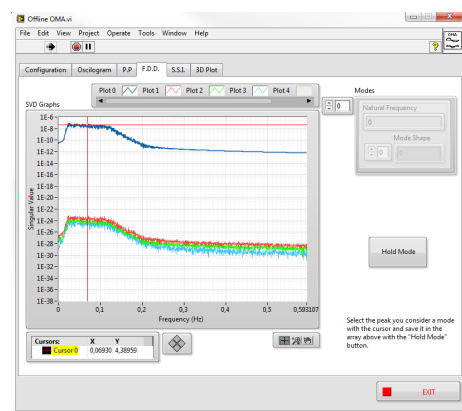 Offline OMA.vi
File Edit View Project Operate Tools Window Help
OMA
Configuration Oscilogram P.P F.D.D. S.S.I. 3D Plot
Plot 0 Plot 1 Plot 2 Plot 3 Plot 4
SVD Graphs
Modes
0
Natural Frequency
0
Mode Shape
0 0
1E-6
1E-8
1E-10
1E-12
1E-14
1E-16
1E-18
1E-20
1E-22
1E-24
1E-26
1E-28
1E-30
1E-32
1E-34
1E-36
1E-38
Singular Value
0 0,1 0,2 0,3 0,4 0,5 0,593107
Frequency (Hz)
Hold Mode
Select the peak you consider a mode
with the cursor and save it in the
array above with the "Hold Mode"
button.
Cursors: X Y
Cursor 0 0,06930 4,38959
EXIT